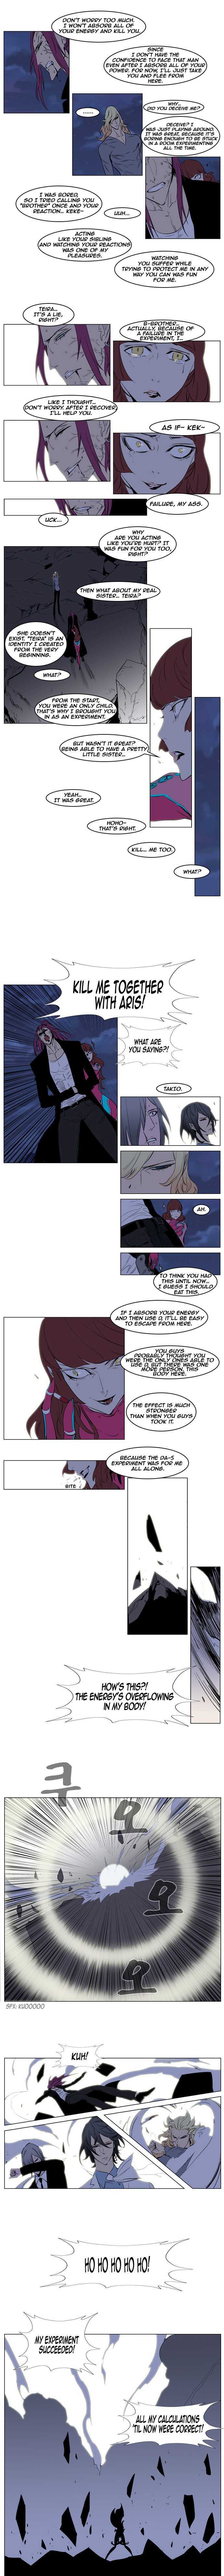 DON'T WORRY TOO MUCH.
I WON'T ABSORB ALL OF
YOUR ENERGY AND KILL YOU.
SINCE
I DON'T HAVE THE
CONFIDENCE TO FACE THAT MAN
EVEN AFTER I ABSORB ALL OF YOUR
POWER. FOR NOW, I'LL JUST TAKE
YOU AND FLEE FROM
HERE.
......
WHY...
DID YOU DECEIVE ME?
DECEIVE? I
WAS JUST PLAYING AROUND.
IT WAS GREAT, BECAUSE IT'S
BORING ENOUGH TO BE STUCK
IN A ROOM EXPERIMENTING
ALL THE TIME.
I WAS BORED,
SO I TRIED CALLING YOU
"BROTHER" ONCE AND YOUR
REACTION... KEKE~
UUH...
ACTING
LIKE YOUR SIBLING
AND WATCHING YOUR REACTIONS
WAS ONE OF MY
PLEASURES.
WATCHING
YOU SUFFER WHILE
TRYING TO PROTECT ME IN ANY
WAY YOU CAN WAS FUN
FOR ME.
TEIRA...
IT'S A LIE,
RIGHT?
B-BROTHER...
ACTUALLY, BECAUSE OF
A FAILURE IN THE
EXPERIMENT, I...
LIKE I THOUGHT...
DON'T WORRY. AFTER I RECOVER,
I'LL HELP YOU.
AS IF~ KEK~
FAILURE, MY ASS.
UCK...
WHY
ARE YOU ACTING
LIKE YOU'RE HURT? IT
WAS FUN FOR YOU TOO,
RIGHT?
THEN WHAT ABOUT MY REAL
SISTER... TEIRA?
SHE DOESN'T
EXIST. "TEIRA" IS AN
IDENTITY I CREATED
FROM THE VERY
BEGINNING.
WHAT?
FROM THE START,
YOU WERE AN ONLY CHILD.
THAT'S WHY I BROUGHT YOU
IN AS AN EXPERIMENT.
BUT WASN'T IT GREAT?
BEING ABLE TO HAVE A PRETTY
LITTLE SISTER...
YEAH...
IT WAS GREAT.
HOHO~
THAT'S RIGHT.
KILL... ME TOO.
WHAT?
KILL ME TOGETHER
WITH ARIS!
WHAT ARE
YOU SAYING?!
TAKIO.
AH.
TO THINK YOU HAD
THIS UNTIL NOW...
I GUESS I SHOULD
EAT THIS.
IF I ABSORB YOUR ENERGY
AND THEN USE Ω, IT'LL BE EASY
TO ESCAPE FROM HERE.
YOU GUYS
PROBABLY THOUGHT YOU
WERE THE ONLY ONES ABLE TO
USE Ω, BUT THERE WAS ONE
MORE PERSON, THIS
BODY HERE.
THE EFFECT IS MUCH
STRONGER
THAN WHEN YOU GUYS
TOOK IT.
BECAUSE THE DA-5
EXPERIMENT WAS FOR ME
ALL ALONG.
BITE
HOW'S THIS?!
THE ENERGY'S OVERFLOWING
IN MY BODY!
쿠
오
오
오
SFX: KUOOOOO
KUH!
HO HO HO HO HO!
MY EXPERIMENT
SUCCEEDED!
ALL MY CALCULATIONS
'TIL NOW WERE CORRECT!